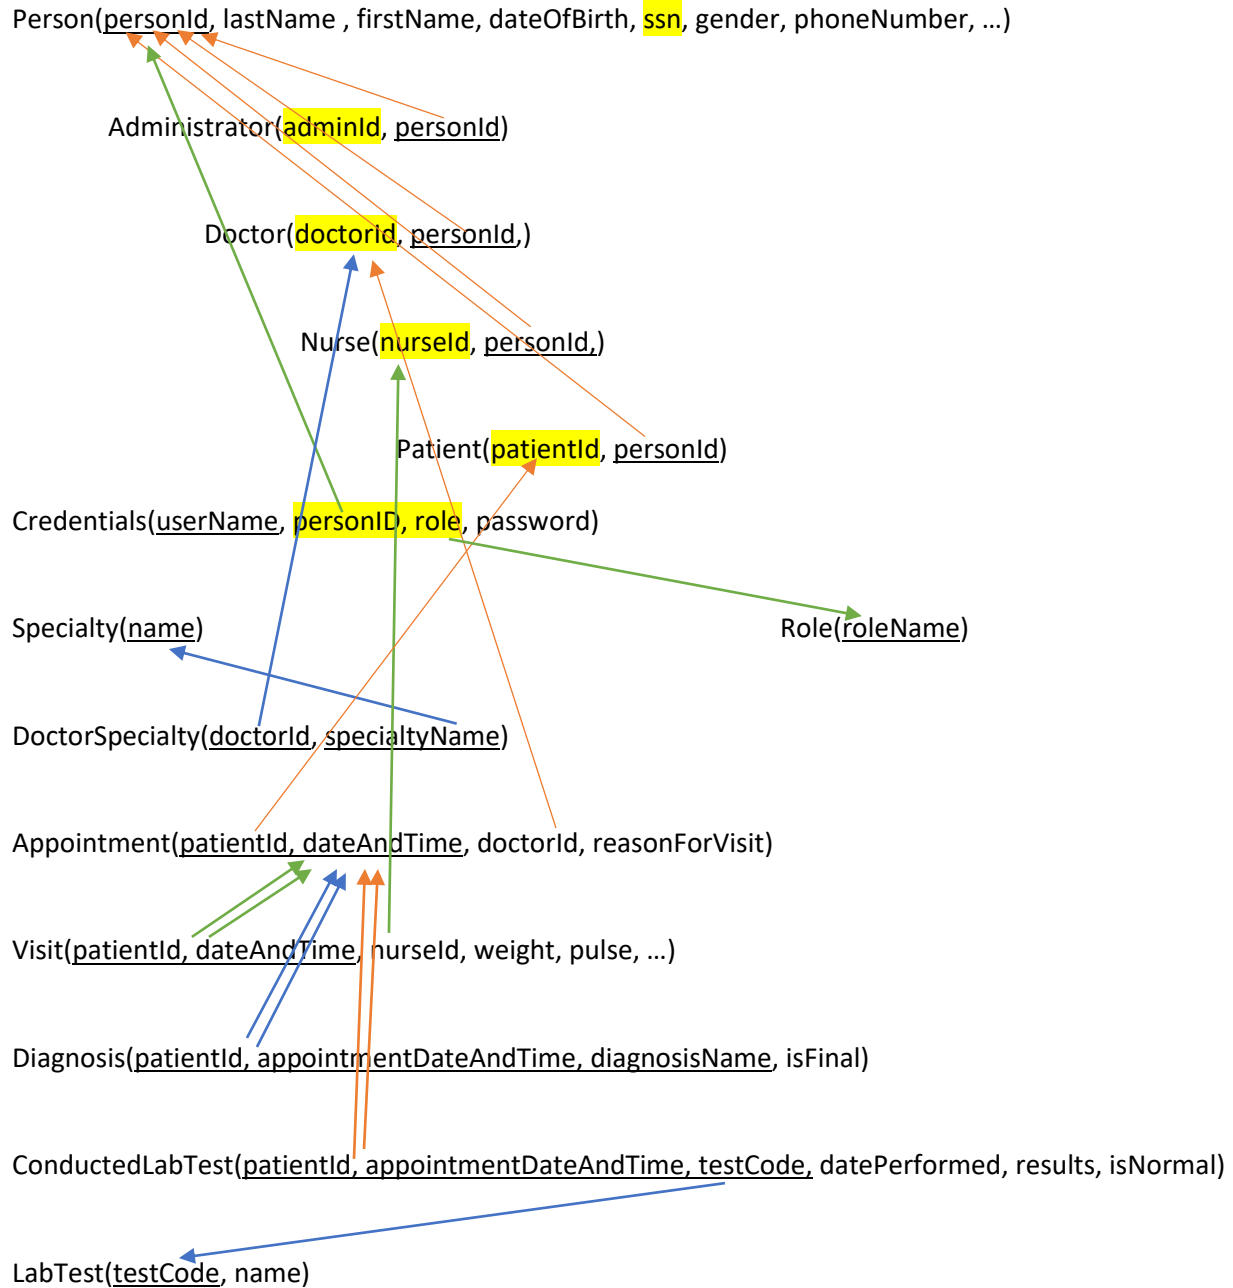 Person(personId, lastName , firstName, dateOfBirth, ssn, gender, phoneNumber, …)
Administrator(adminId, personId)
Doctor(doctorId, personId,)
Nurse(nurseId, personId,)
Patient(patientId, personId)
Credentials(userName, personID, role, password)
Specialty(name) Role(roleName)
DoctorSpecialty(doctorId, specialtyName)
Appointment(patientId, dateAndTime, doctorId, reasonForVisit)
Visit(patientId, dateAndTime, nurseId, weight, pulse, …)
Diagnosis(patientId, appointmentDateAndTime, diagnosisName, isFinal)
ConductedLabTest(patientId, appointmentDateAndTime, testCode, datePerformed, results, isNormal)
LabTest(testCode, name)